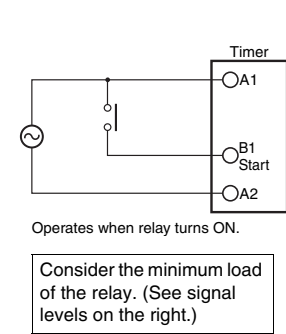 Timer
A1
B1
Start
A2
Operates when relay turns ON.
Consider the minimum load
of the relay. (See signal
levels on the right.)